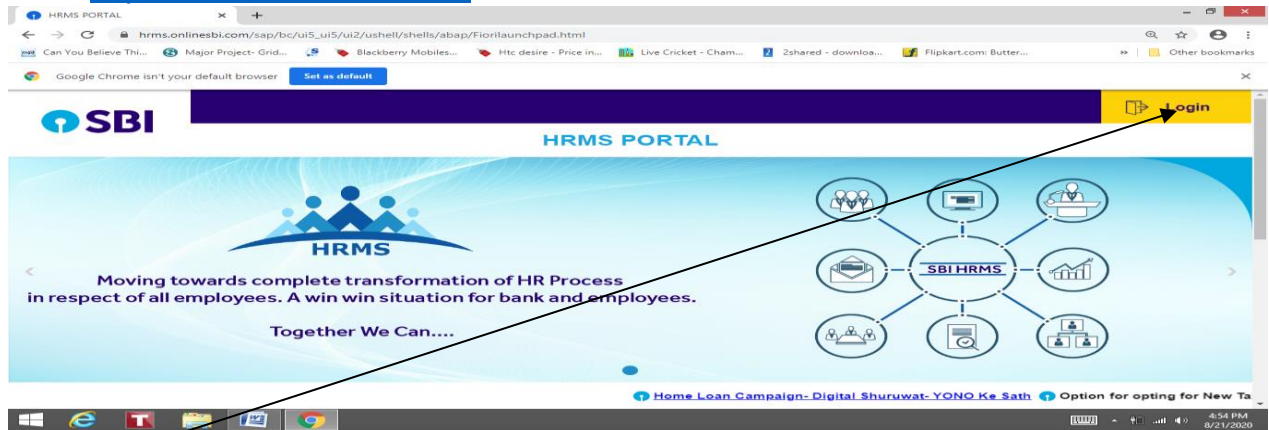 HRMS PORTAL
hrms.onlinesbi.com/sap/bc/ui5_ui5/ui2/ushell/shells/abap/Fiorilaunchpad.html
Can You Believe Thi... Major Project- Grid... Blackberry Mobiles... Htc desire - Price in... Live Cricket - Cham... 2shared - downloa... Flipkart.com: Butter... Other bookmarks
Google Chrome isn't your default browser Set as default
SBI
Login
HRMS PORTAL
HRMS
Moving towards complete transformation of HR Process
in respect of all employees. A win win situation for bank and employees.
Together We Can....
SBI HRMS
Home Loan Campaign- Digital Shuruwat- YONO Ke Sath Option for opting for New Ta
4:54 PM
8/21/2020